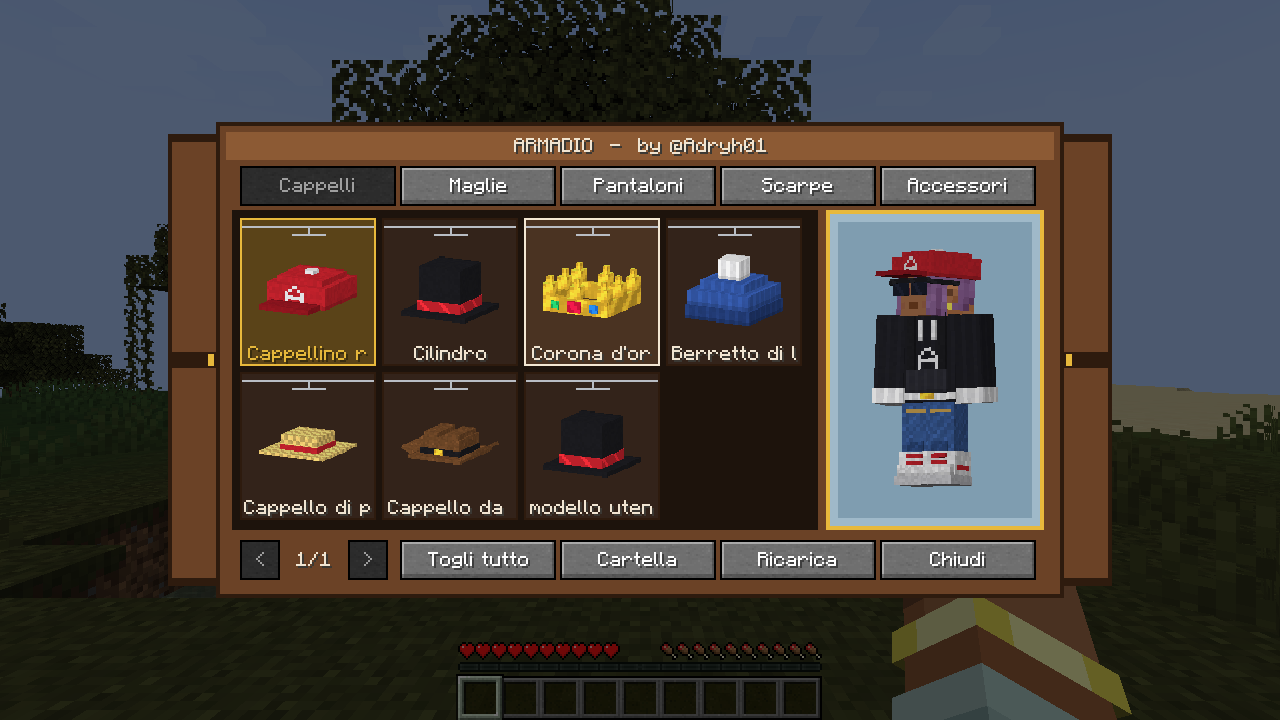 ARMADIO - by @Adryh01
Cappelli Maglie Pantaloni Scarpe Accessori
Cappellino r Cilindro Corona d'or Berretto di l
Cappello di p Cappello da modello uten
< 1/1 > Togli tutto Cartella Ricarica Chiudi